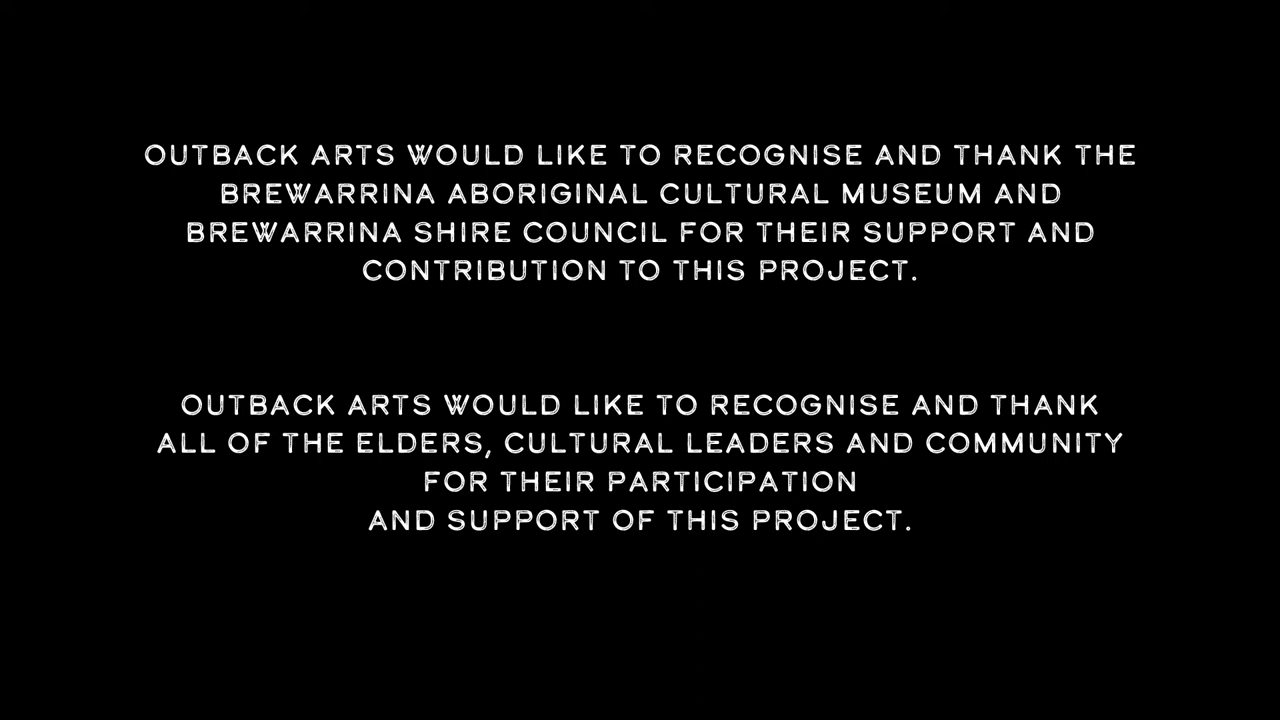 OUTBACK ARTS WOULD LIKE TO RECOGNISE AND THANK THE
BREWARRINA ABORIGINAL CULTURAL MUSEUM AND
BREWARRINA SHIRE COUNCIL FOR THEIR SUPPORT AND
CONTRIBUTION TO THIS PROJECT.
OUTBACK ARTS WOULD LIKE TO RECOGNISE AND THANK
ALL OF THE ELDERS, CULTURAL LEADERS AND COMMUNITY
FOR THEIR PARTICIPATION
AND SUPPORT OF THIS PROJECT.